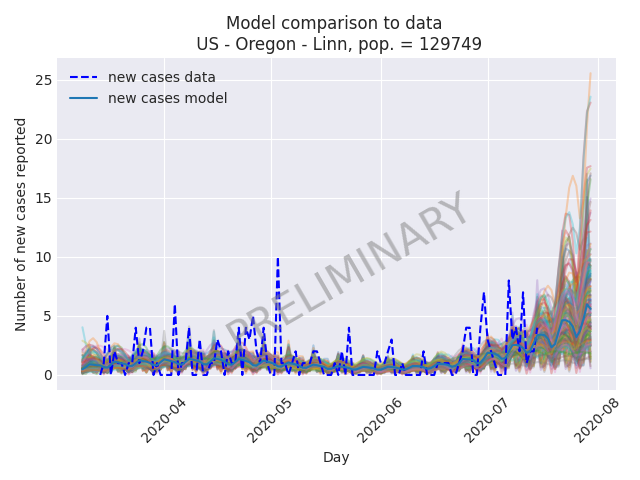 Model comparison to data
US - Oregon - Linn, pop. = 129749
new cases data
new cases model
Number of new cases reported
25
20
15
10
5
0
PRELIMINARY
2020-04
2020-05
2020-06
2020-07
2020-08
Day